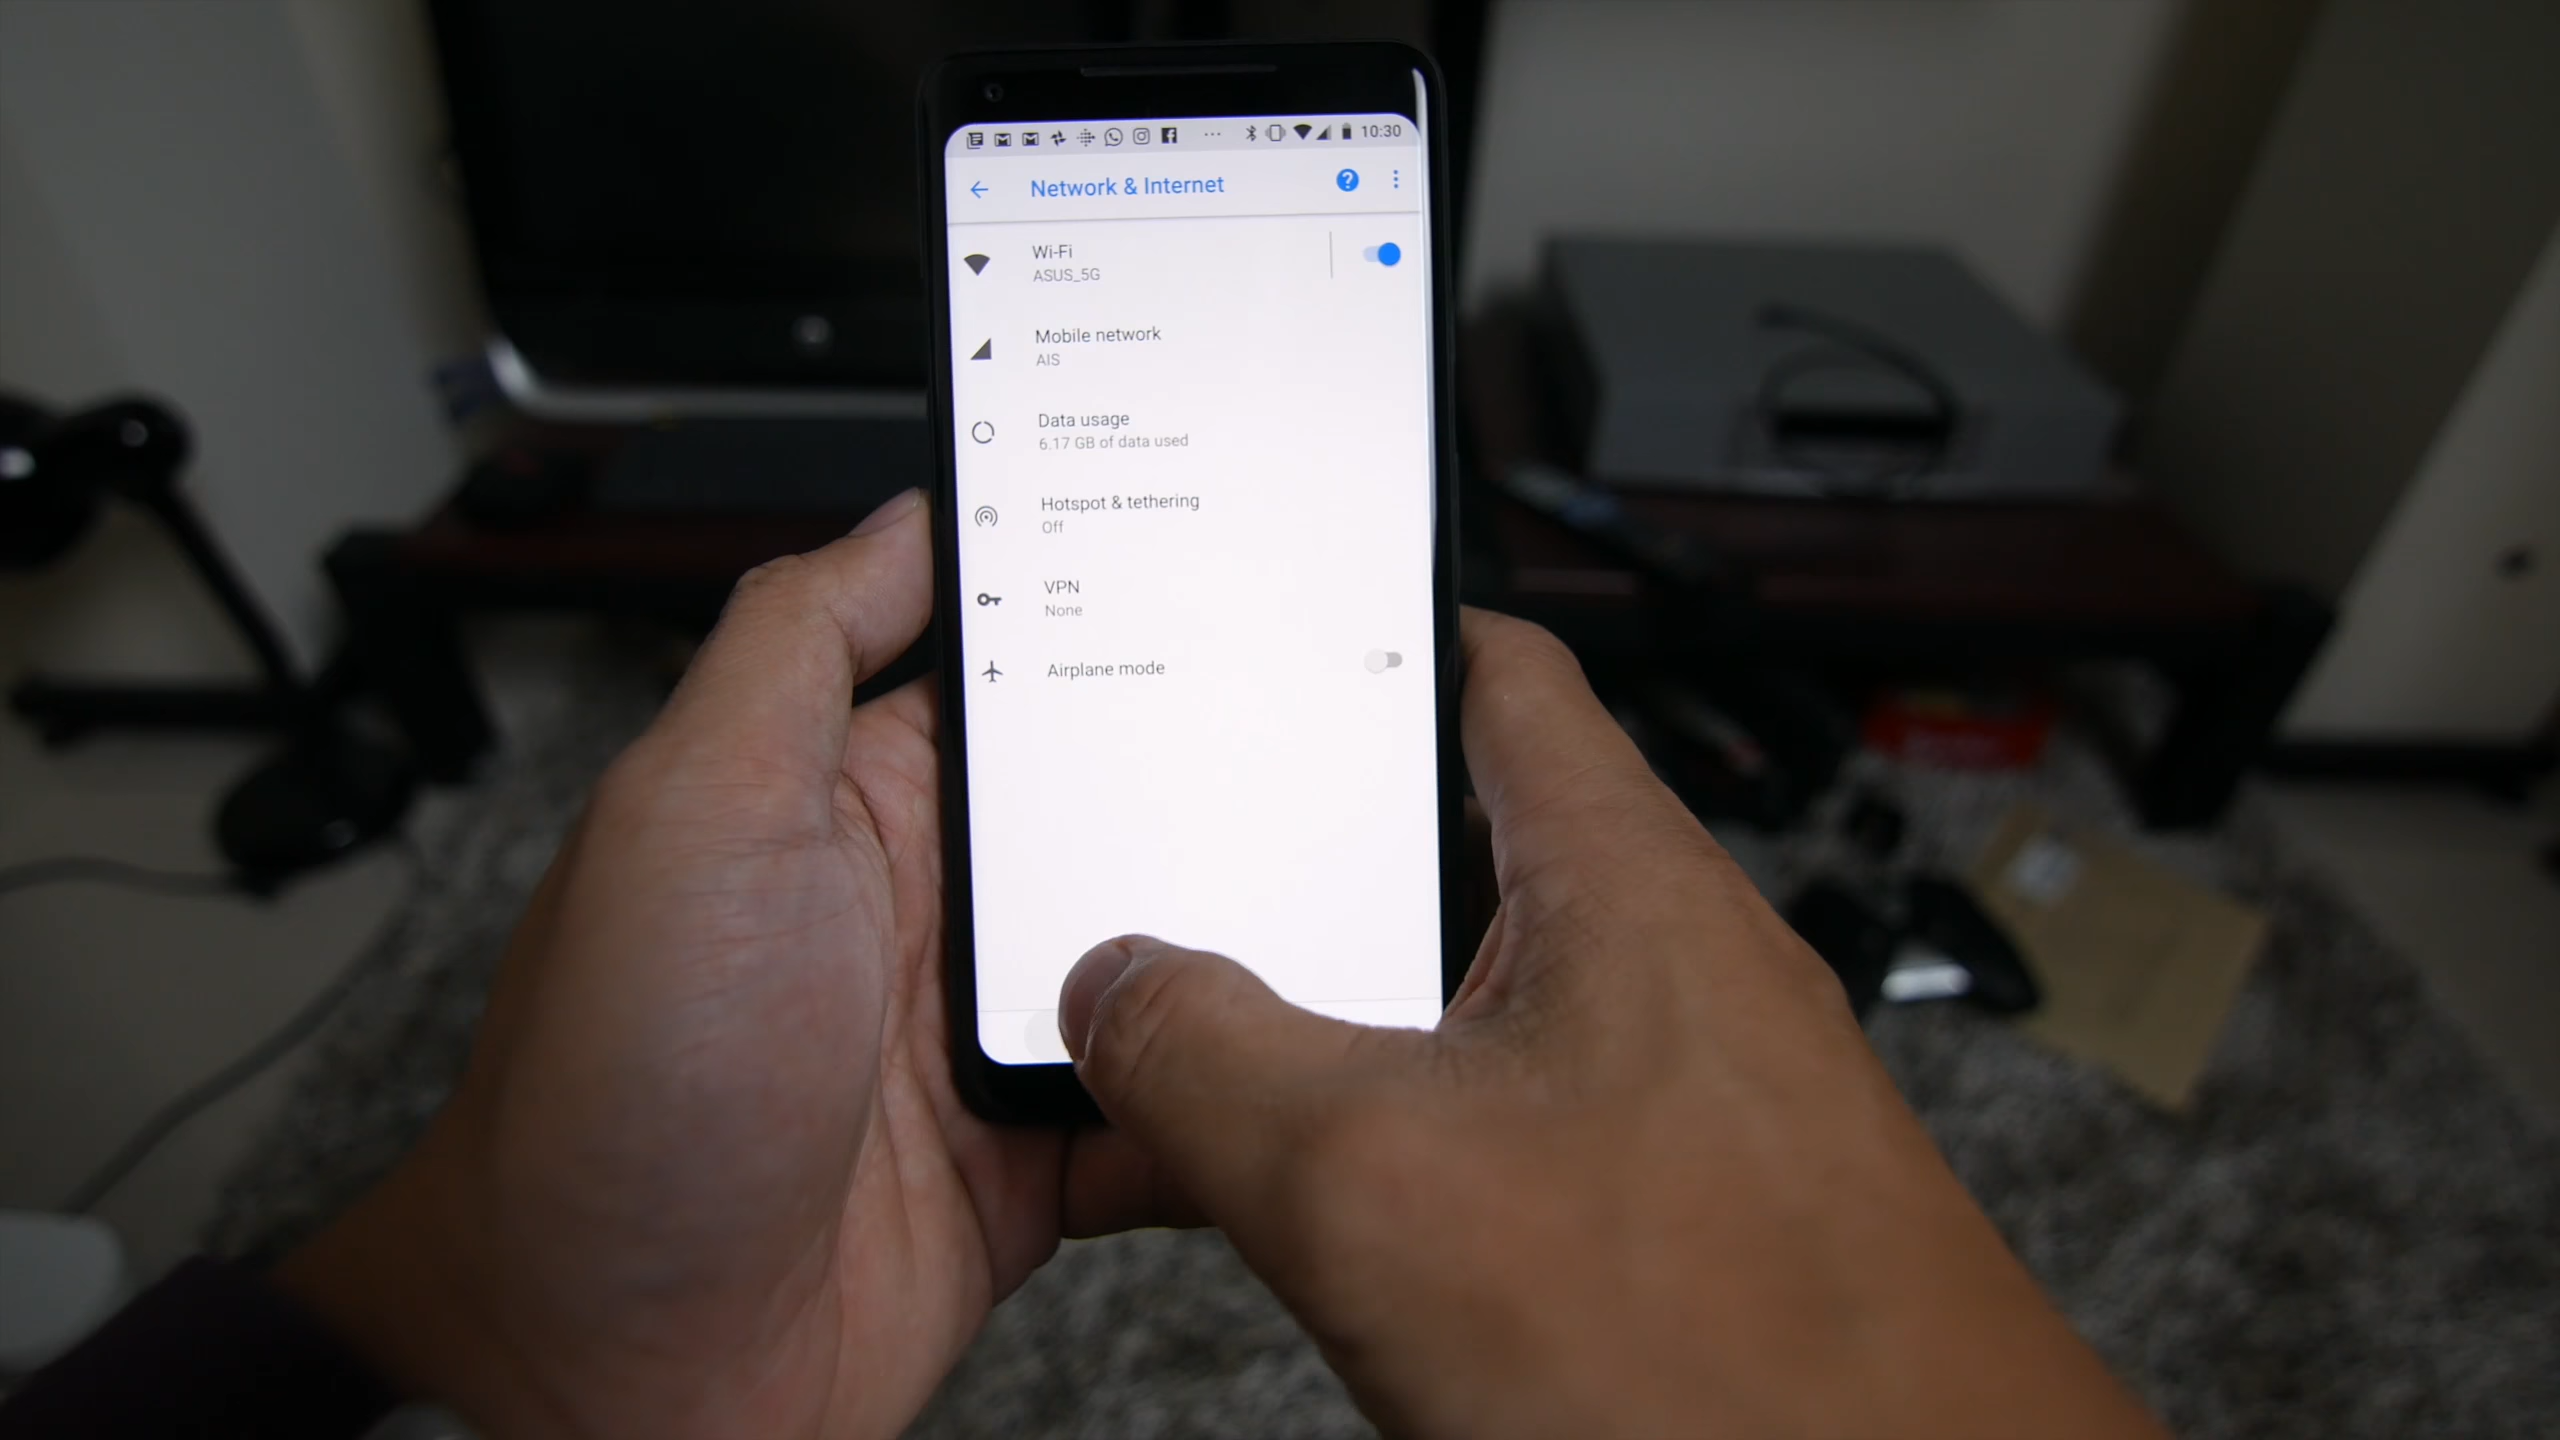 10:30
Network & Internet
Wi-Fi
ASUS_5G
Mobile network
AIS
Data usage
6.17 GB of data used
Hotspot & tethering
Off
VPN
None
Airplane mode